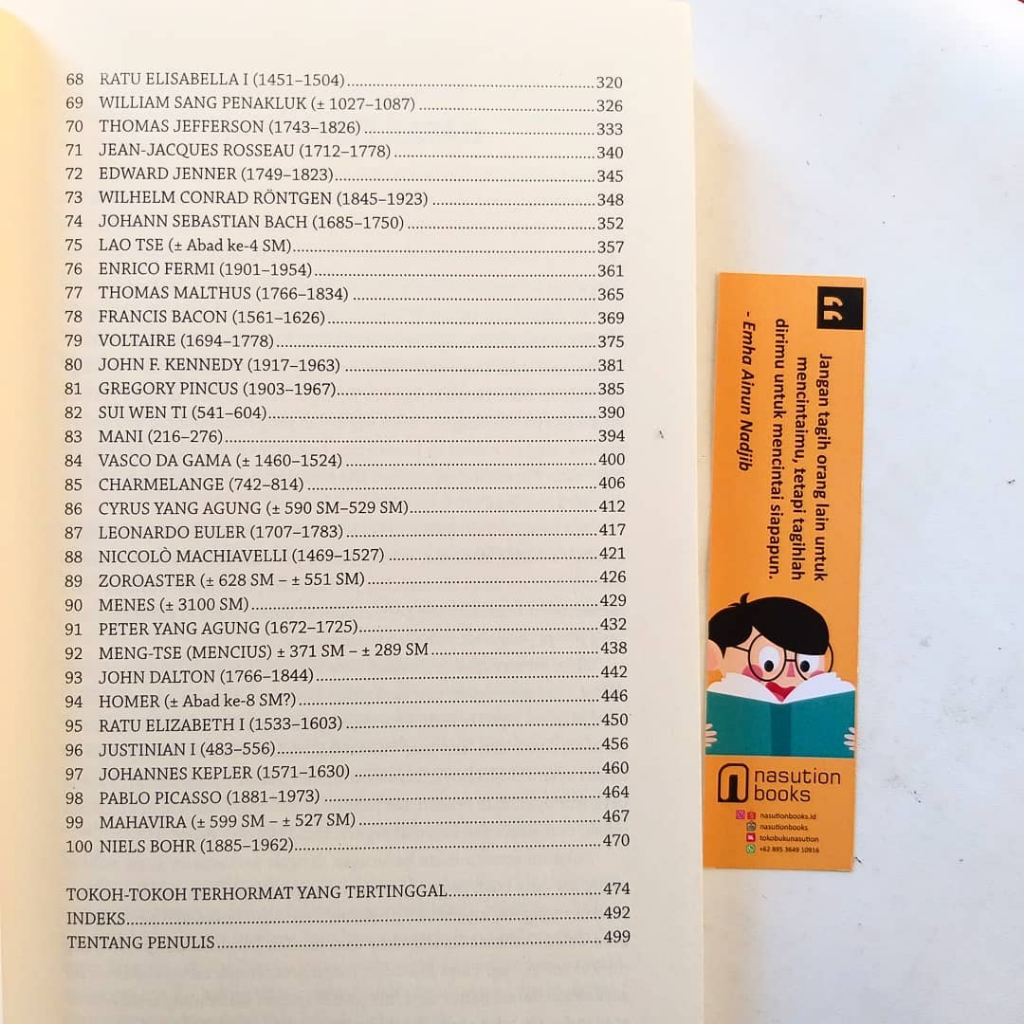 68 RATU ELISABELLA I (1451–1504) 320
69 WILLIAM SANG PENAKLUK (± 1027–1087) 326
70 THOMAS JEFFERSON (1743–1826) 333
71 JEAN-JACQUES ROSSEAU (1712–1778) 340
72 EDWARD JENNER (1749–1823) 345
73 WILHELM CONRAD RÖNTGEN (1845–1923) 348
74 JOHANN SEBASTIAN BACH (1685–1750) 352
75 LAO TSE (± Abad ke-4 SM) 357
76 ENRICO FERMI (1901–1954) 361
77 THOMAS MALTHUS (1766–1834) 365
78 FRANCIS BACON (1561–1626) 369
79 VOLTAIRE (1694–1778) 375
80 JOHN F. KENNEDY (1917–1963) 381
81 GREGORY PINCUS (1903–1967) 385
82 SUI WEN TI (541–604) 390
83 MANI (216–276) 394
84 VASCO DA GAMA (± 1460–1524) 400
85 CHARMELANGE (742–814) 406
86 CYRUS YANG AGUNG (± 590 SM–529 SM) 412
87 LEONARDO EULER (1707–1783) 417
88 NICCOLÒ MACHIAVELLI (1469–1527) 421
89 ZOROASTER (± 628 SM – ± 551 SM) 426
90 MENES (± 3100 SM) 429
91 PETER YANG AGUNG (1672–1725) 432
92 MENG-TSE (MENCIUS) ± 371 SM – ± 289 SM 438
93 JOHN DALTON (1766–1844) 442
94 HOMER (± Abad ke-8 SM?) 446
95 RATU ELIZABETH I (1533–1603) 450
96 JUSTINIAN I (483–556) 456
97 JOHANNES KEPLER (1571–1630) 460
98 PABLO PICASSO (1881–1973) 464
99 MAHAVIRA (± 599 SM – ± 527 SM) 467
100 NIELS BOHR (1885–1962) 470
TOKOH-TOKOH TERHORMAT YANG TERTINGGAL 474
INDEKS 492
TENTANG PENULIS 499
“
Jangan tagih orang lain untuk
mencintaimu, tetapi tagihlah
dirimu untuk mencintai siapapun.
- Emha Ainun Nadjib
nasution
books
nasutionbooks.id
nasutionbooks
tokobukunasution
+62 895 3649 10916